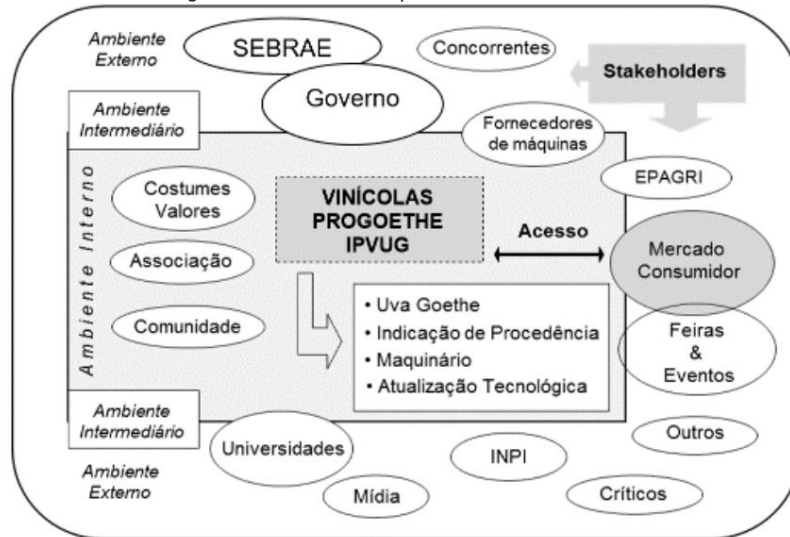 Ambiente
Externo
SEBRAE
Concorrentes
Stakeholders
Governo
Ambiente
Intermediário
Fornecedores
de máquinas
EPAGRI
Ambiente Interno
Costumes
Valores
VINÍCOLAS
PROGOETHE
IPVUG
Acesso
Mercado
Consumidor
Associação
Comunidade
• Uva Goethe
• Indicação de Procedência
• Maquinário
• Atualização Tecnológica
Feiras
&
Eventos
Ambiente
Intermediário
Universidades
INPI
Outros
Ambiente
Externo
Mídia
Críticos